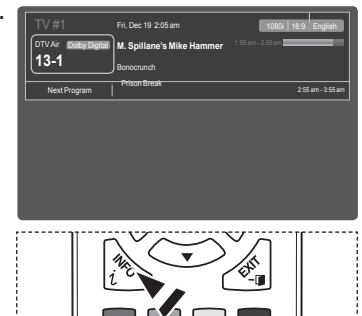 TV #1
Fri, Dec 19 2:05 am
1080i 16:9 English
DTV Air Dolby Digital
13-1
M. Spillane's Mike Hammer
1:55 am - 2:55 am
Bonocrunch
Prison Break
Next Program
2:55 am - 3:55 am
INFO
i
EXIT